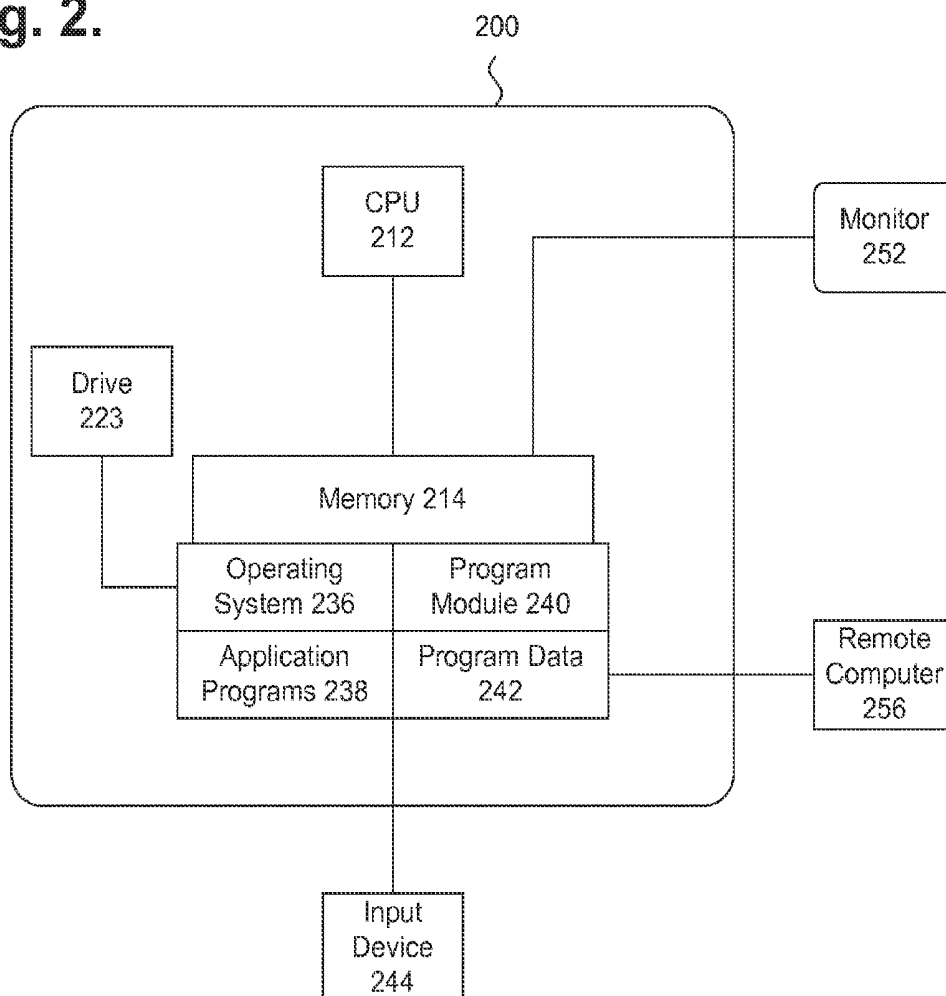 g. 2.
200
CPU
212
Monitor
252
Drive
223
Memory 214
Operating
System 236
Program
Module 240
Application
Programs 238
Program Data
242
Remote
Computer
256
Input
Device
244